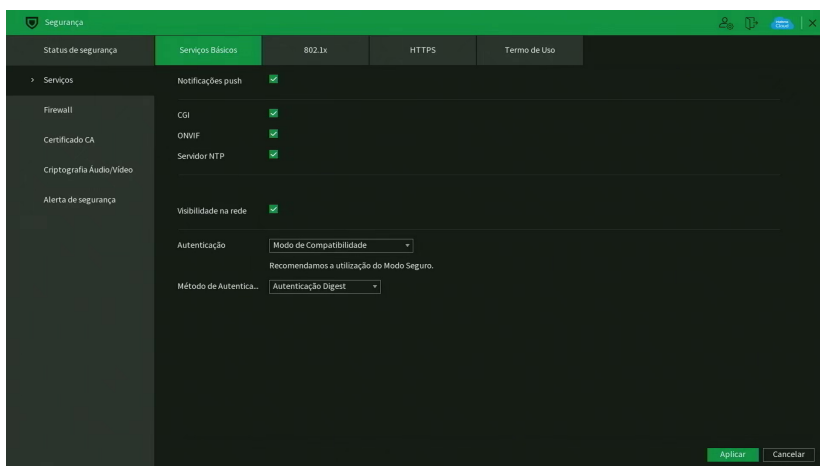 Segurança
Cloud
Status de segurança
Serviços Básicos
802.1x
HTTPS
Termo de Uso
> Serviços
Firewall
Certificado CA
Criptografia Áudio/Vídeo
Alerta de segurança
Notificações push
CGI
ONVIF
Servidor NTP
Visibilidade na rede
Autenticação
Modo de Compatibilidade
Recomendamos a utilização do Modo Seguro.
Método de Autentica...
Autenticação Digest
Aplicar
Cancelar